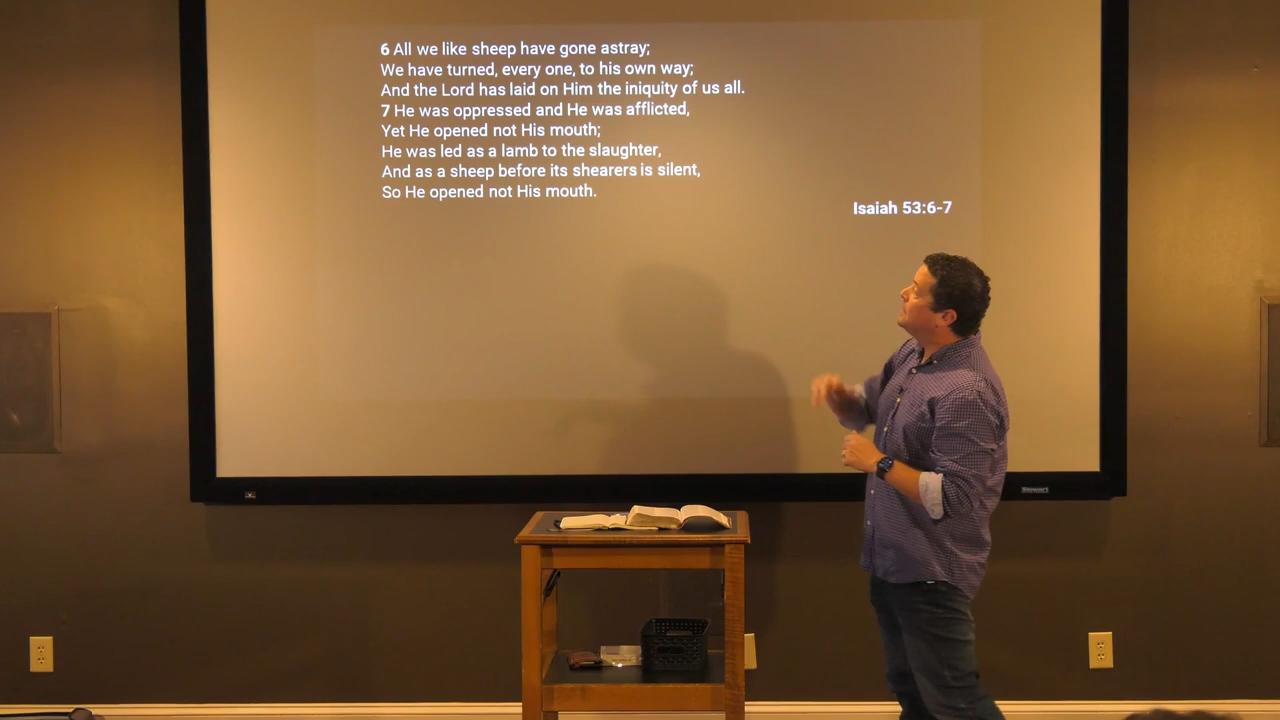 6 All we like sheep have gone astray;
We have turned, every one, to his own way;
And the Lord has laid on Him the iniquity of us all.
7 He was oppressed and He was afflicted,
Yet He opened not His mouth;
He was led as a lamb to the slaughter,
And as a sheep before its shearers is silent,
So He opened not His mouth.
Isaiah 53:6-7
Stewart